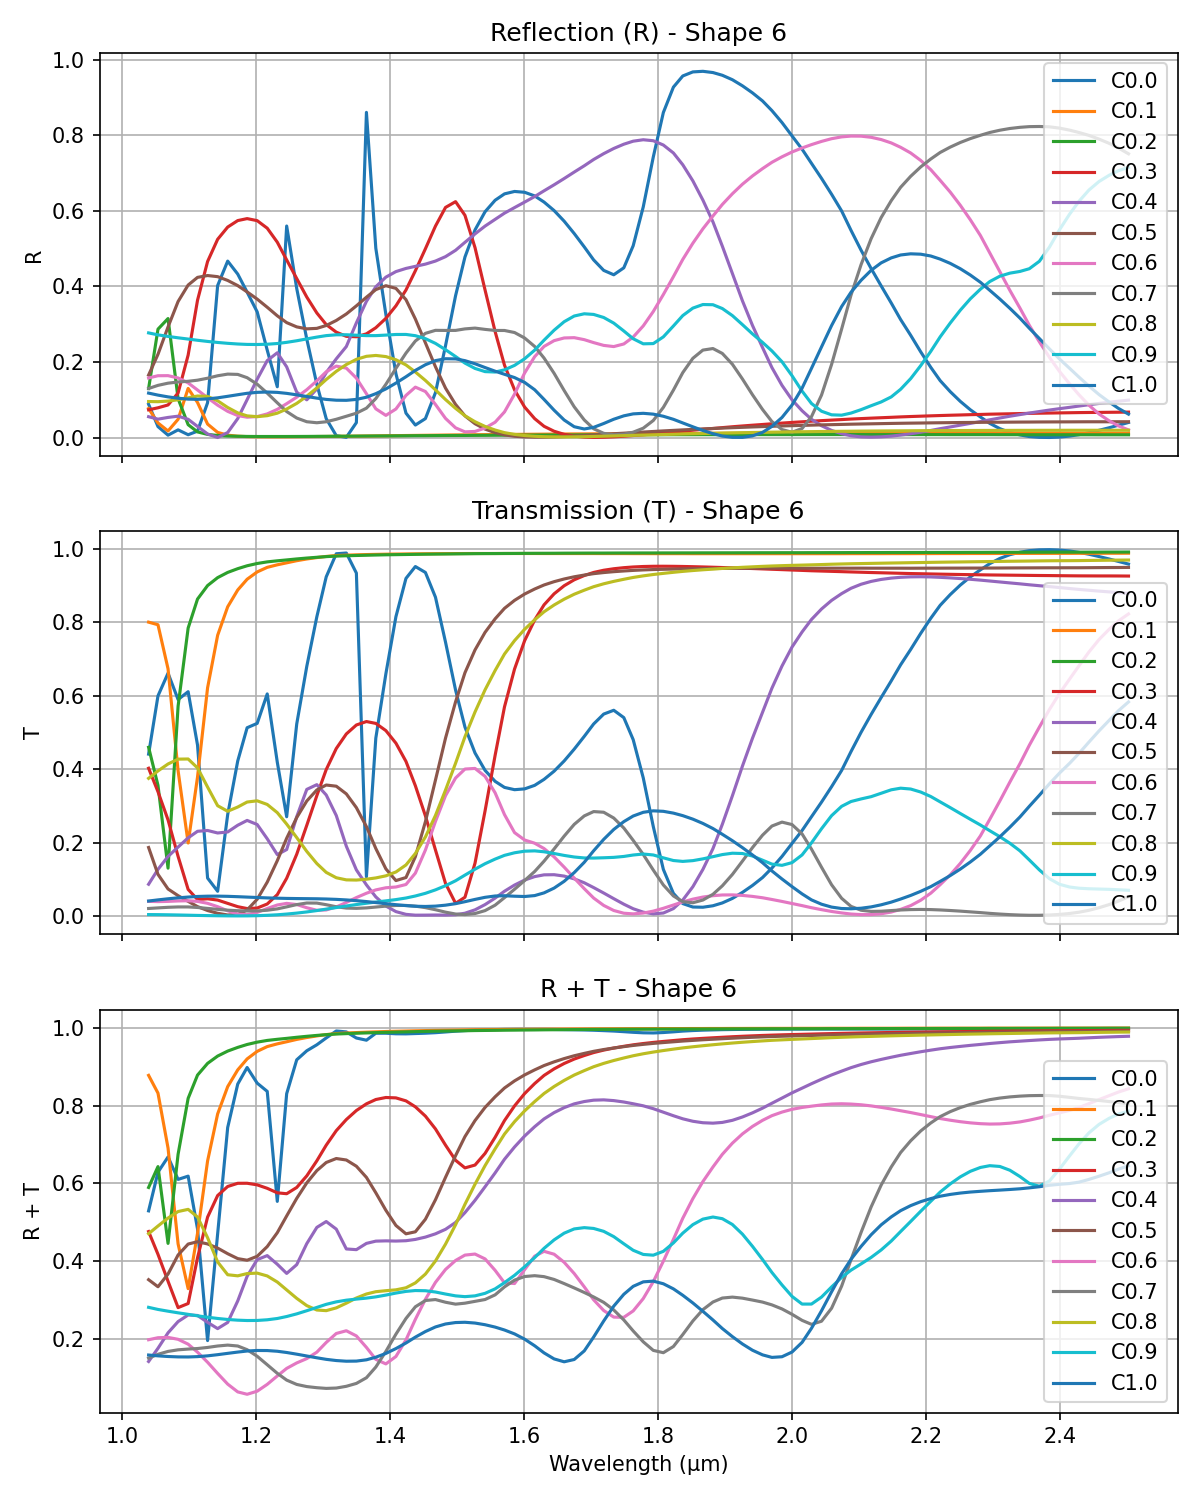 Reflection (R) - Shape 6
1.0
0.8
0.6
0.4
0.2
0.0
R
C0.0
C0.1
C0.2
C0.3
C0.4
C0.5
C0.6
C0.7
C0.8
C0.9
C1.0
Transmission (T) - Shape 6
1.0
0.8
0.6
0.4
0.2
0.0
T
C0.0
C0.1
C0.2
C0.3
C0.4
C0.5
C0.6
C0.7
C0.8
C0.9
C1.0
R + T - Shape 6
1.0
0.8
0.6
0.4
0.2
R + T
C0.0
C0.1
C0.2
C0.3
C0.4
C0.5
C0.6
C0.7
C0.8
C0.9
C1.0
1.0 1.2 1.4 1.6 1.8 2.0 2.2 2.4
Wavelength (μm)